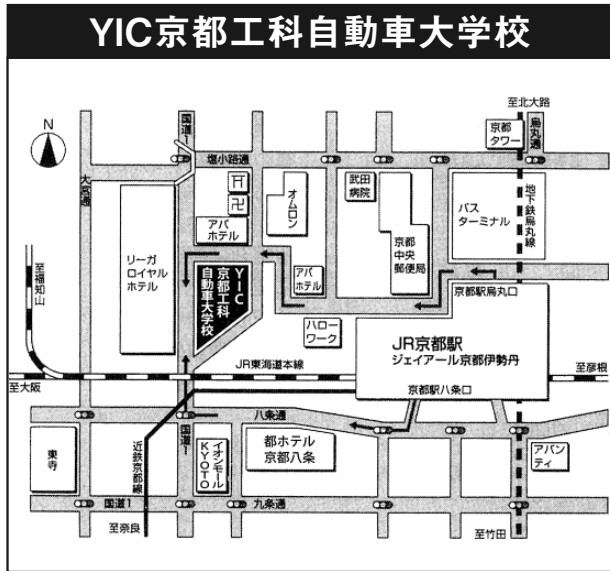 YIC京都工科自動車大学校
至北大路
N
国道1
京都
タワー
烏丸通
塩小路通
大宮通
卍
オムロン
武田
病院
バス
ターミナル
地下鉄烏丸線
アパ
ホテル
京都
中央
郵便局
リーガ
ロイヤル
ホテル
至福知山
YIC
京都工科
自動車大学校
アパ
ホテル
京都駅烏丸口
ハロー
ワーク
JR京都駅
ジェイアール京都伊勢丹
JR東海道本線
至大阪
至彦根
京都駅八条口
八条通
国道1
東寺
近鉄京都線
イオンモール
KYOTO
都ホテル
京都八条
アバン
ティ
国道1
九条通
至奈良
至竹田